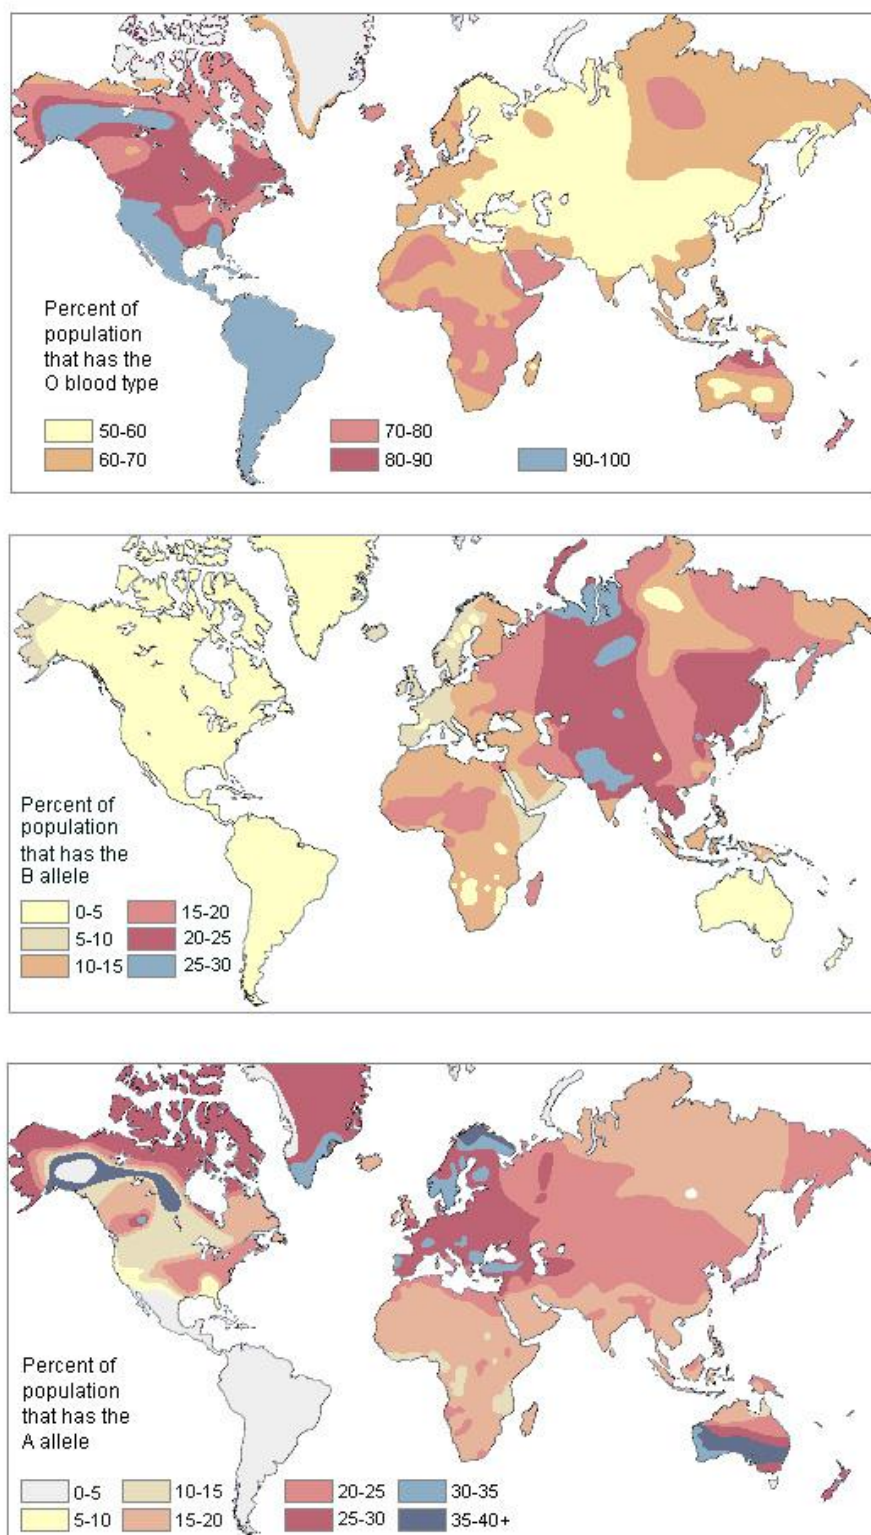 Percent of
population
that has the
O blood type
50-60
60-70
70-80
80-90
90-100
Percent of
population
that has the
B allele
0-5
5-10
10-15
15-20
20-25
25-30
Percent of
population
that has the
A allele
0-5
5-10
10-15
15-20
20-25
25-30
30-35
35-40+